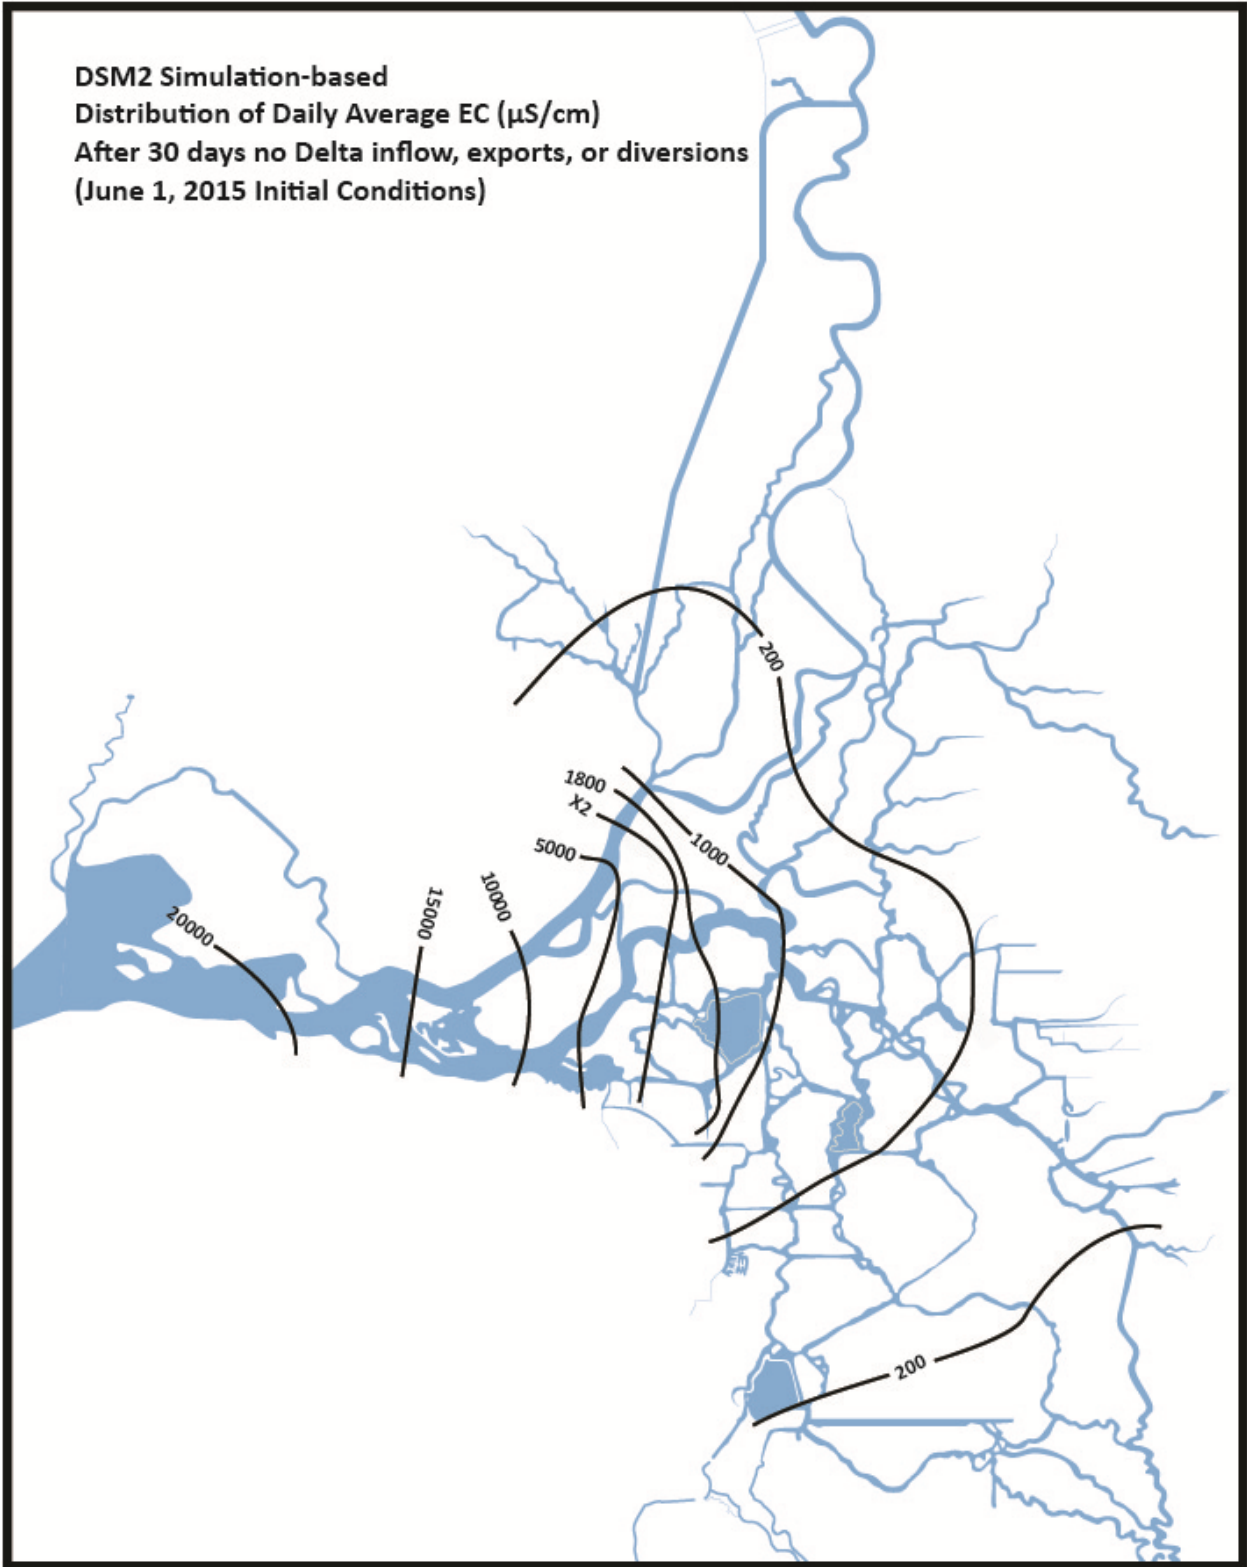 DSM2 Simulation-based
Distribution of Daily Average EC (µS/cm)
After 30 days no Delta inflow, exports, or diversions
(June 1, 2015 Initial Conditions)
200
1800
X2
1000
5000
10000
15000
20000
200